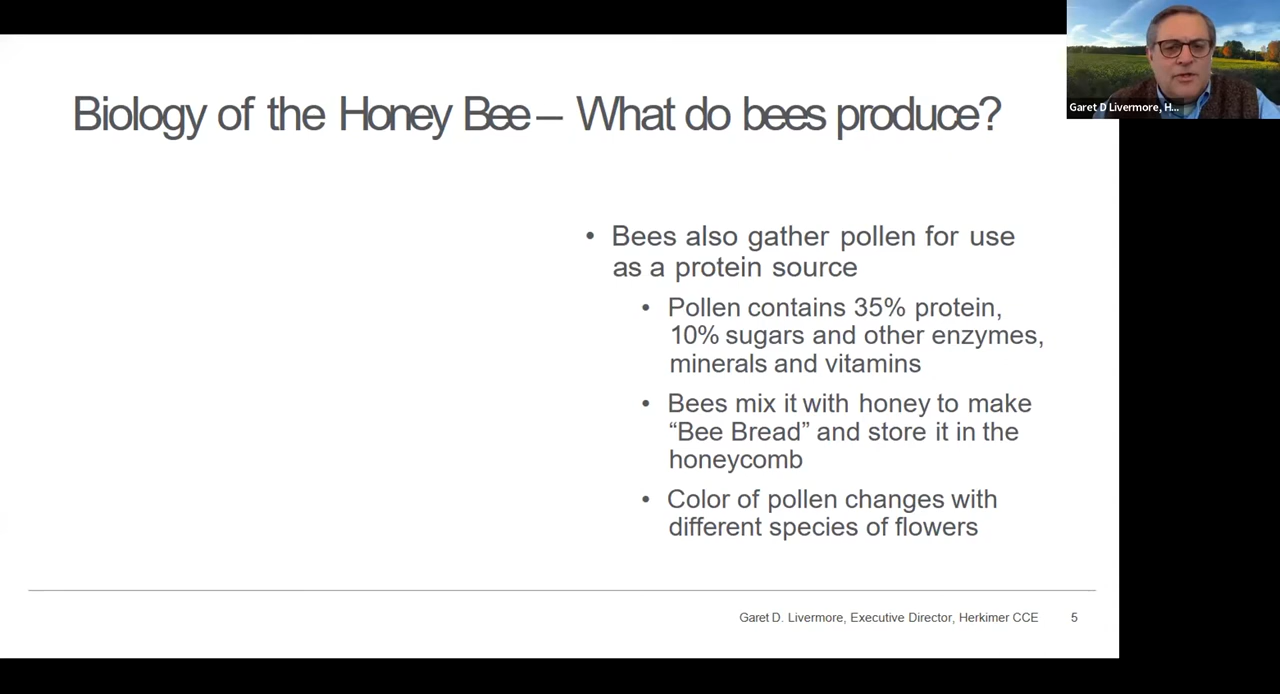 Biology of the Honey Bee – What do bees produce?
Garet D Livermore, H...
• Bees also gather pollen for use
as a protein source
• Pollen contains 35% protein,
10% sugars and other enzymes,
minerals and vitamins
• Bees mix it with honey to make
“Bee Bread” and store it in the
honeycomb
• Color of pollen changes with
different species of flowers
Garet D. Livermore, Executive Director, Herkimer CCE 5